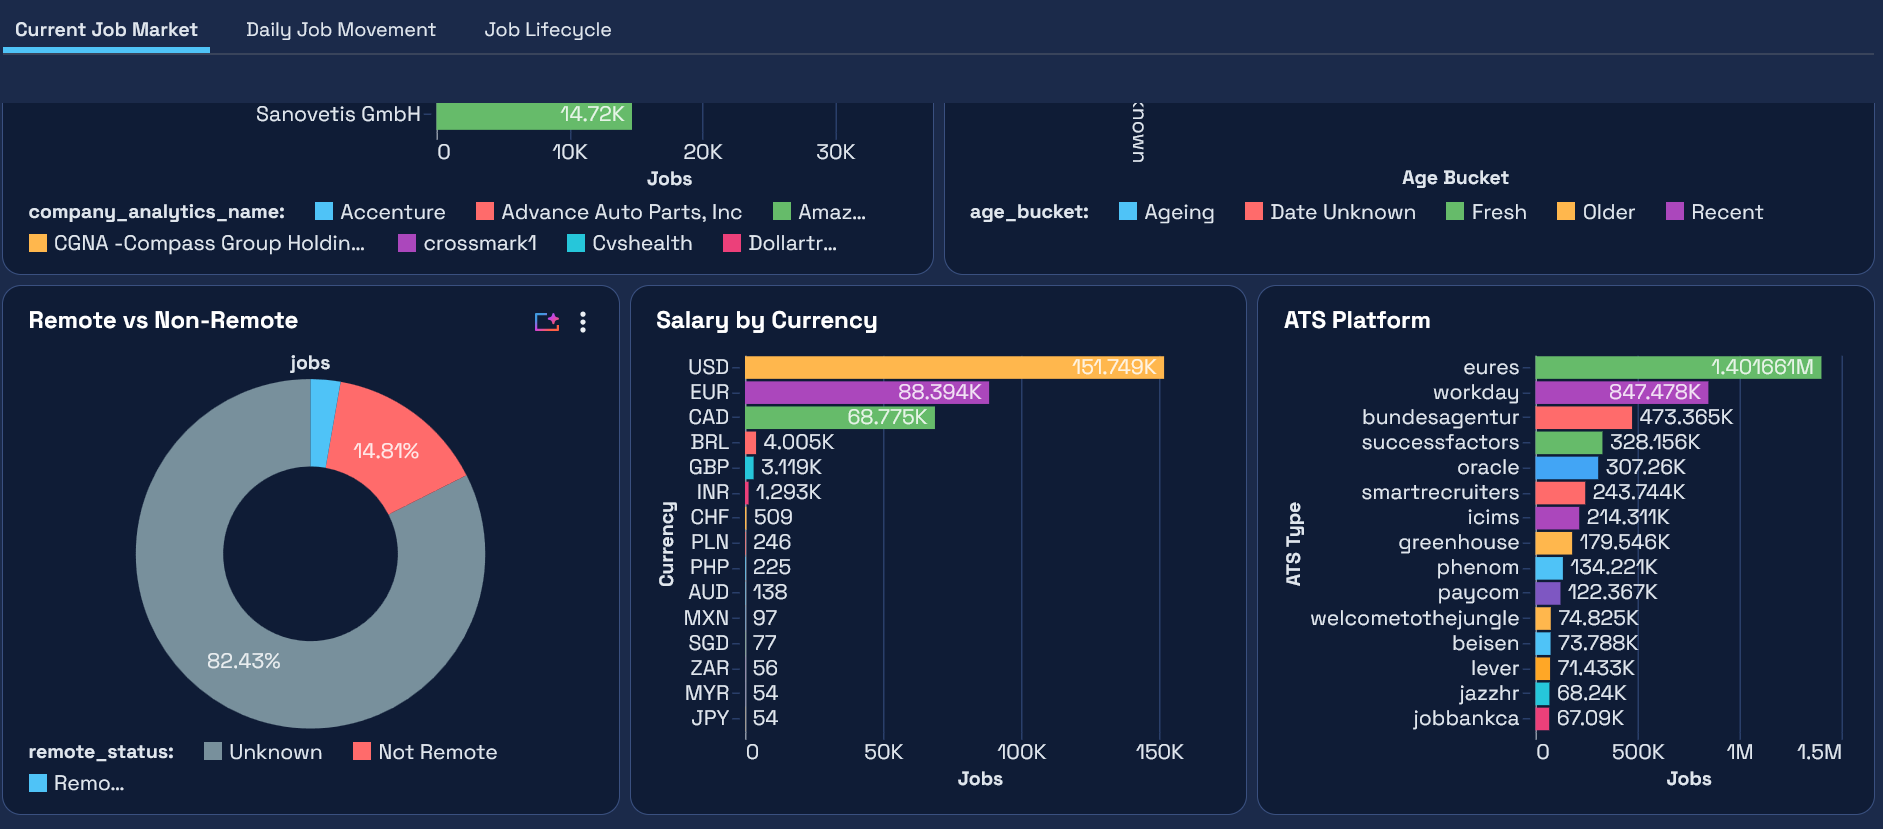 Current Job Market Daily Job Movement Job Lifecycle
Sanovetis GmbH 14.72K
0 10K 20K 30K
Jobs
company_analytics_name: Accenture Advance Auto Parts, Inc Amaz...
CGNA -Compass Group Holdin... crossmark1 Cvshealth Dollartr...
Age Bucket
age_bucket: Ageing Date Unknown Fresh Older Recent
Remote vs Non-Remote
jobs
14.81%
82.43%
remote_status: Unknown Not Remote
Remo...
Salary by Currency
Currency
USD 151.749K
EUR 88.394K
CAD 68.775K
BRL 4.005K
GBP 3.119K
INR 1.293K
CHF 509
PLN 246
PHP 225
AUD 138
MXN 97
SGD 77
ZAR 56
MYR 54
JPY 54
0 50K 100K 150K
Jobs
ATS Platform
ATS Type
eures 1.401661M
workday 847.478K
bundesagentur 473.365K
successfactors 328.156K
oracle 307.26K
smartrecruiters 243.744K
icims 214.311K
greenhouse 179.546K
phenom 134.221K
paycom 122.367K
welcometothejungle 74.825K
beisen 73.788K
lever 71.433K
jazzhr 68.24K
jobbankca 67.09K
0 500K 1M 1.5M
Jobs